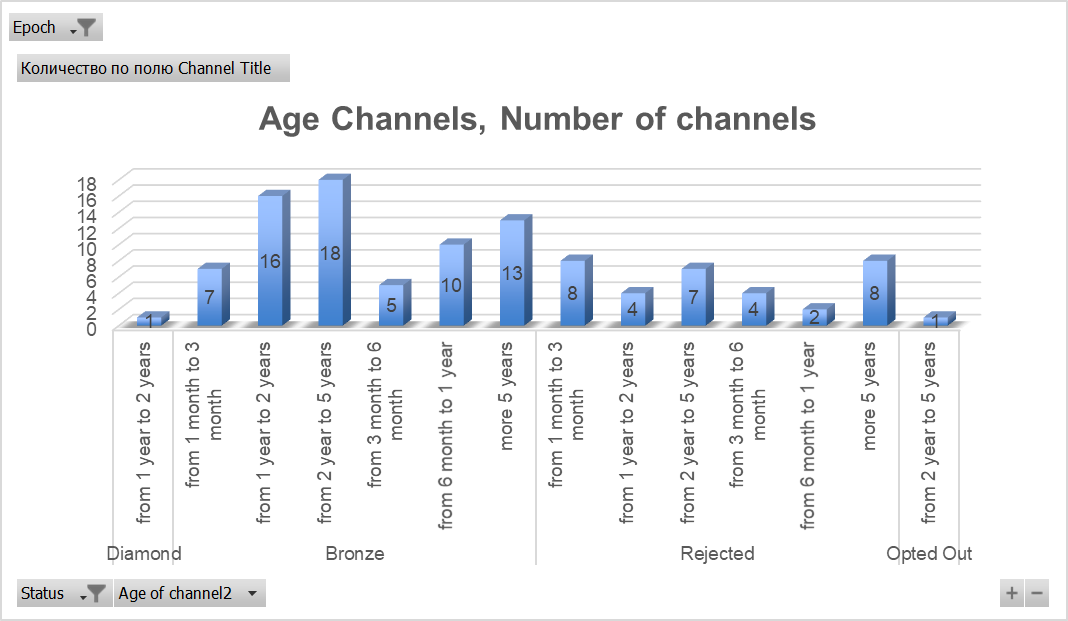 Epoch
Количество по полю Channel Title
Age Channels, Number of channels
18
16
14
12
10
8
6
4
2
0
1
7
16
18
5
10
13
8
4
7
4
2
8
1
from 1 year to 2 years
from 1 month to 3
month
from 1 year to 2 years
from 2 year to 5 years
from 3 month to 6
month
from 6 month to 1 year
more 5 years
from 1 month to 3
month
from 1 year to 2 years
from 2 year to 5 years
from 3 month to 6
month
from 6 month to 1 year
more 5 years
from 2 year to 5 years
Diamond
Bronze
Rejected
Opted Out
Status
Age of channel2
+ −